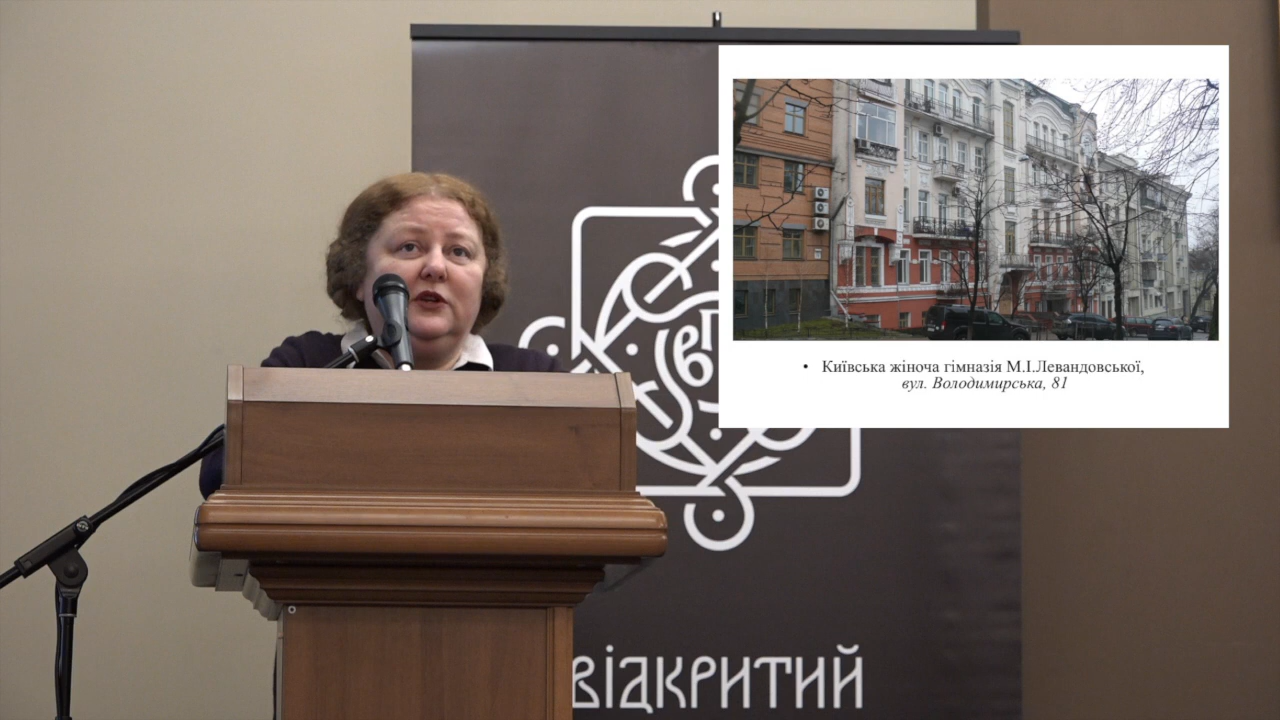 • Київська жіноча гімназія М.І.Левандовської,
вул. Володимирська, 81
відкритий